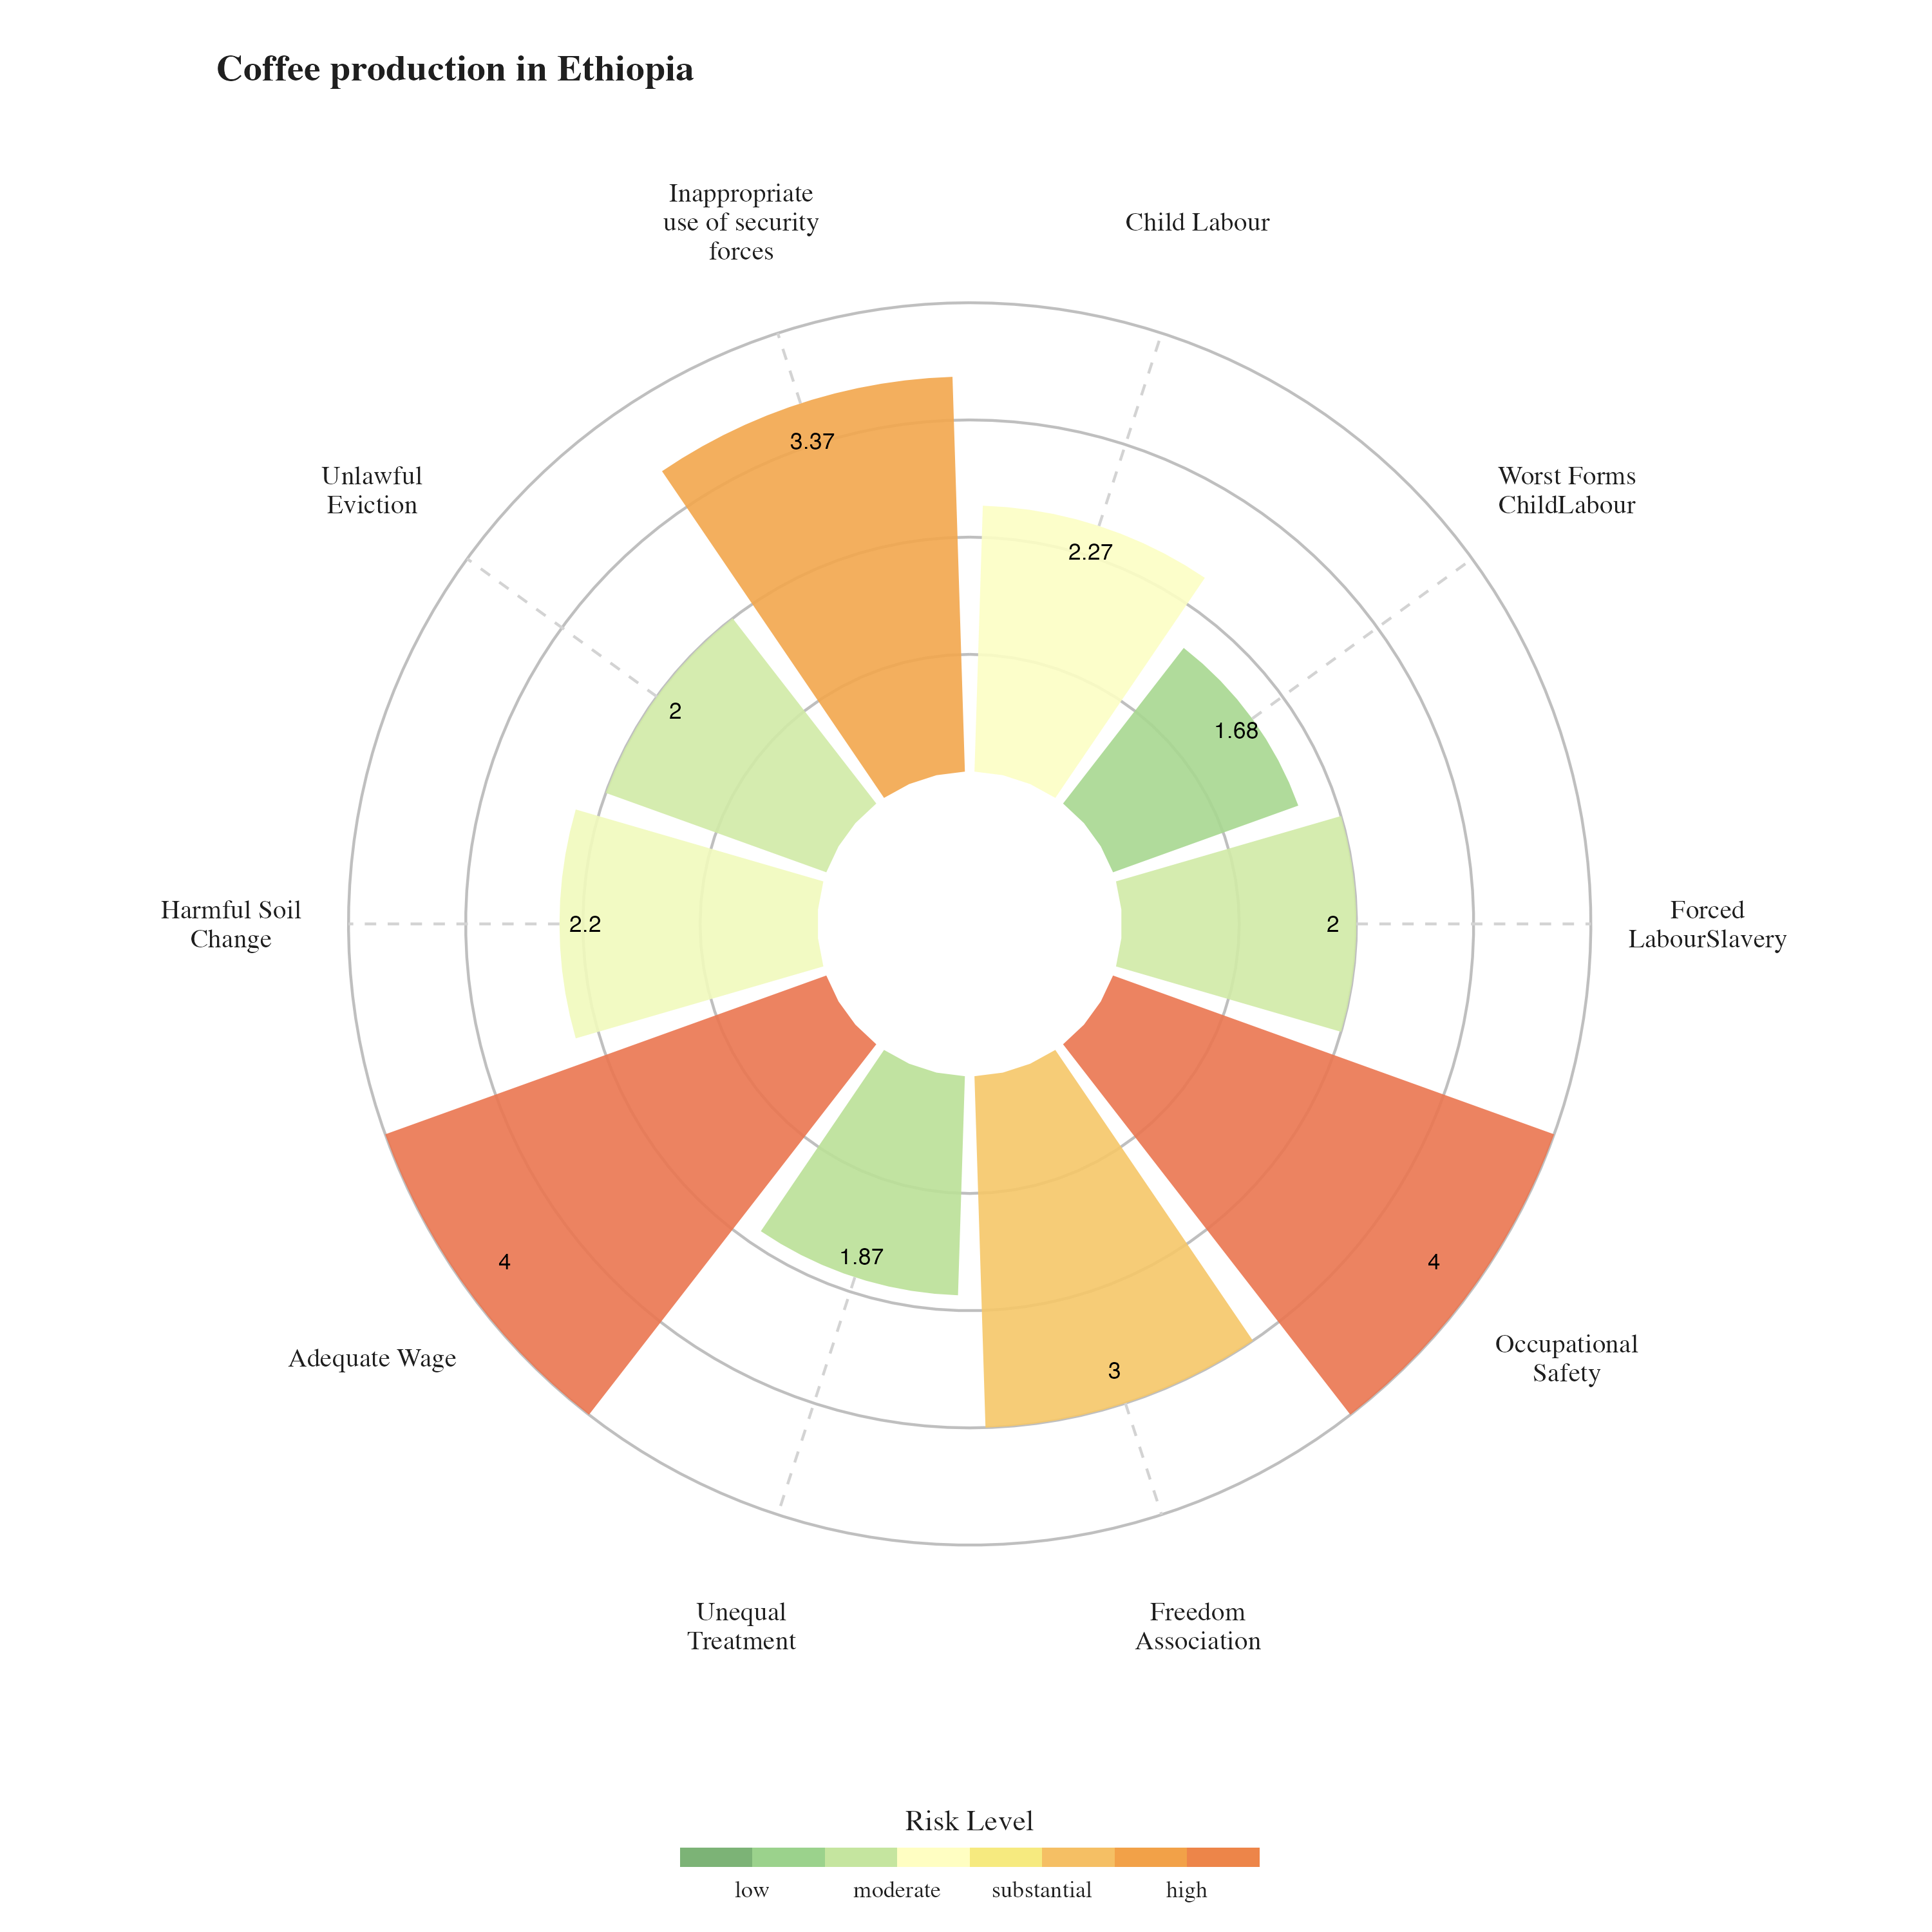 Coffee production in Ethiopia
Inappropriate
use of security
forces
Child Labour
Unlawful
Eviction
Worst Forms
ChildLabour
3.37
2.27
2
1.68
Harmful Soil
Change
2.2
2
Forced
LabourSlavery
4
1.87
3
4
Adequate Wage
Occupational
Safety
Unequal
Treatment
Freedom
Association
Risk Level
low moderate substantial high